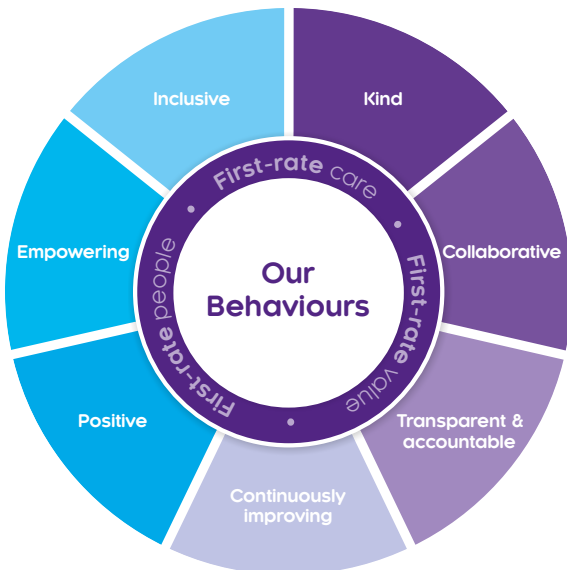 Inclusive
Kind
Empowering
Collaborative
Positive
Transparent &
accountable
Continuously
improving
First-rate care
First-rate value
First-rate people
Our
Behaviours